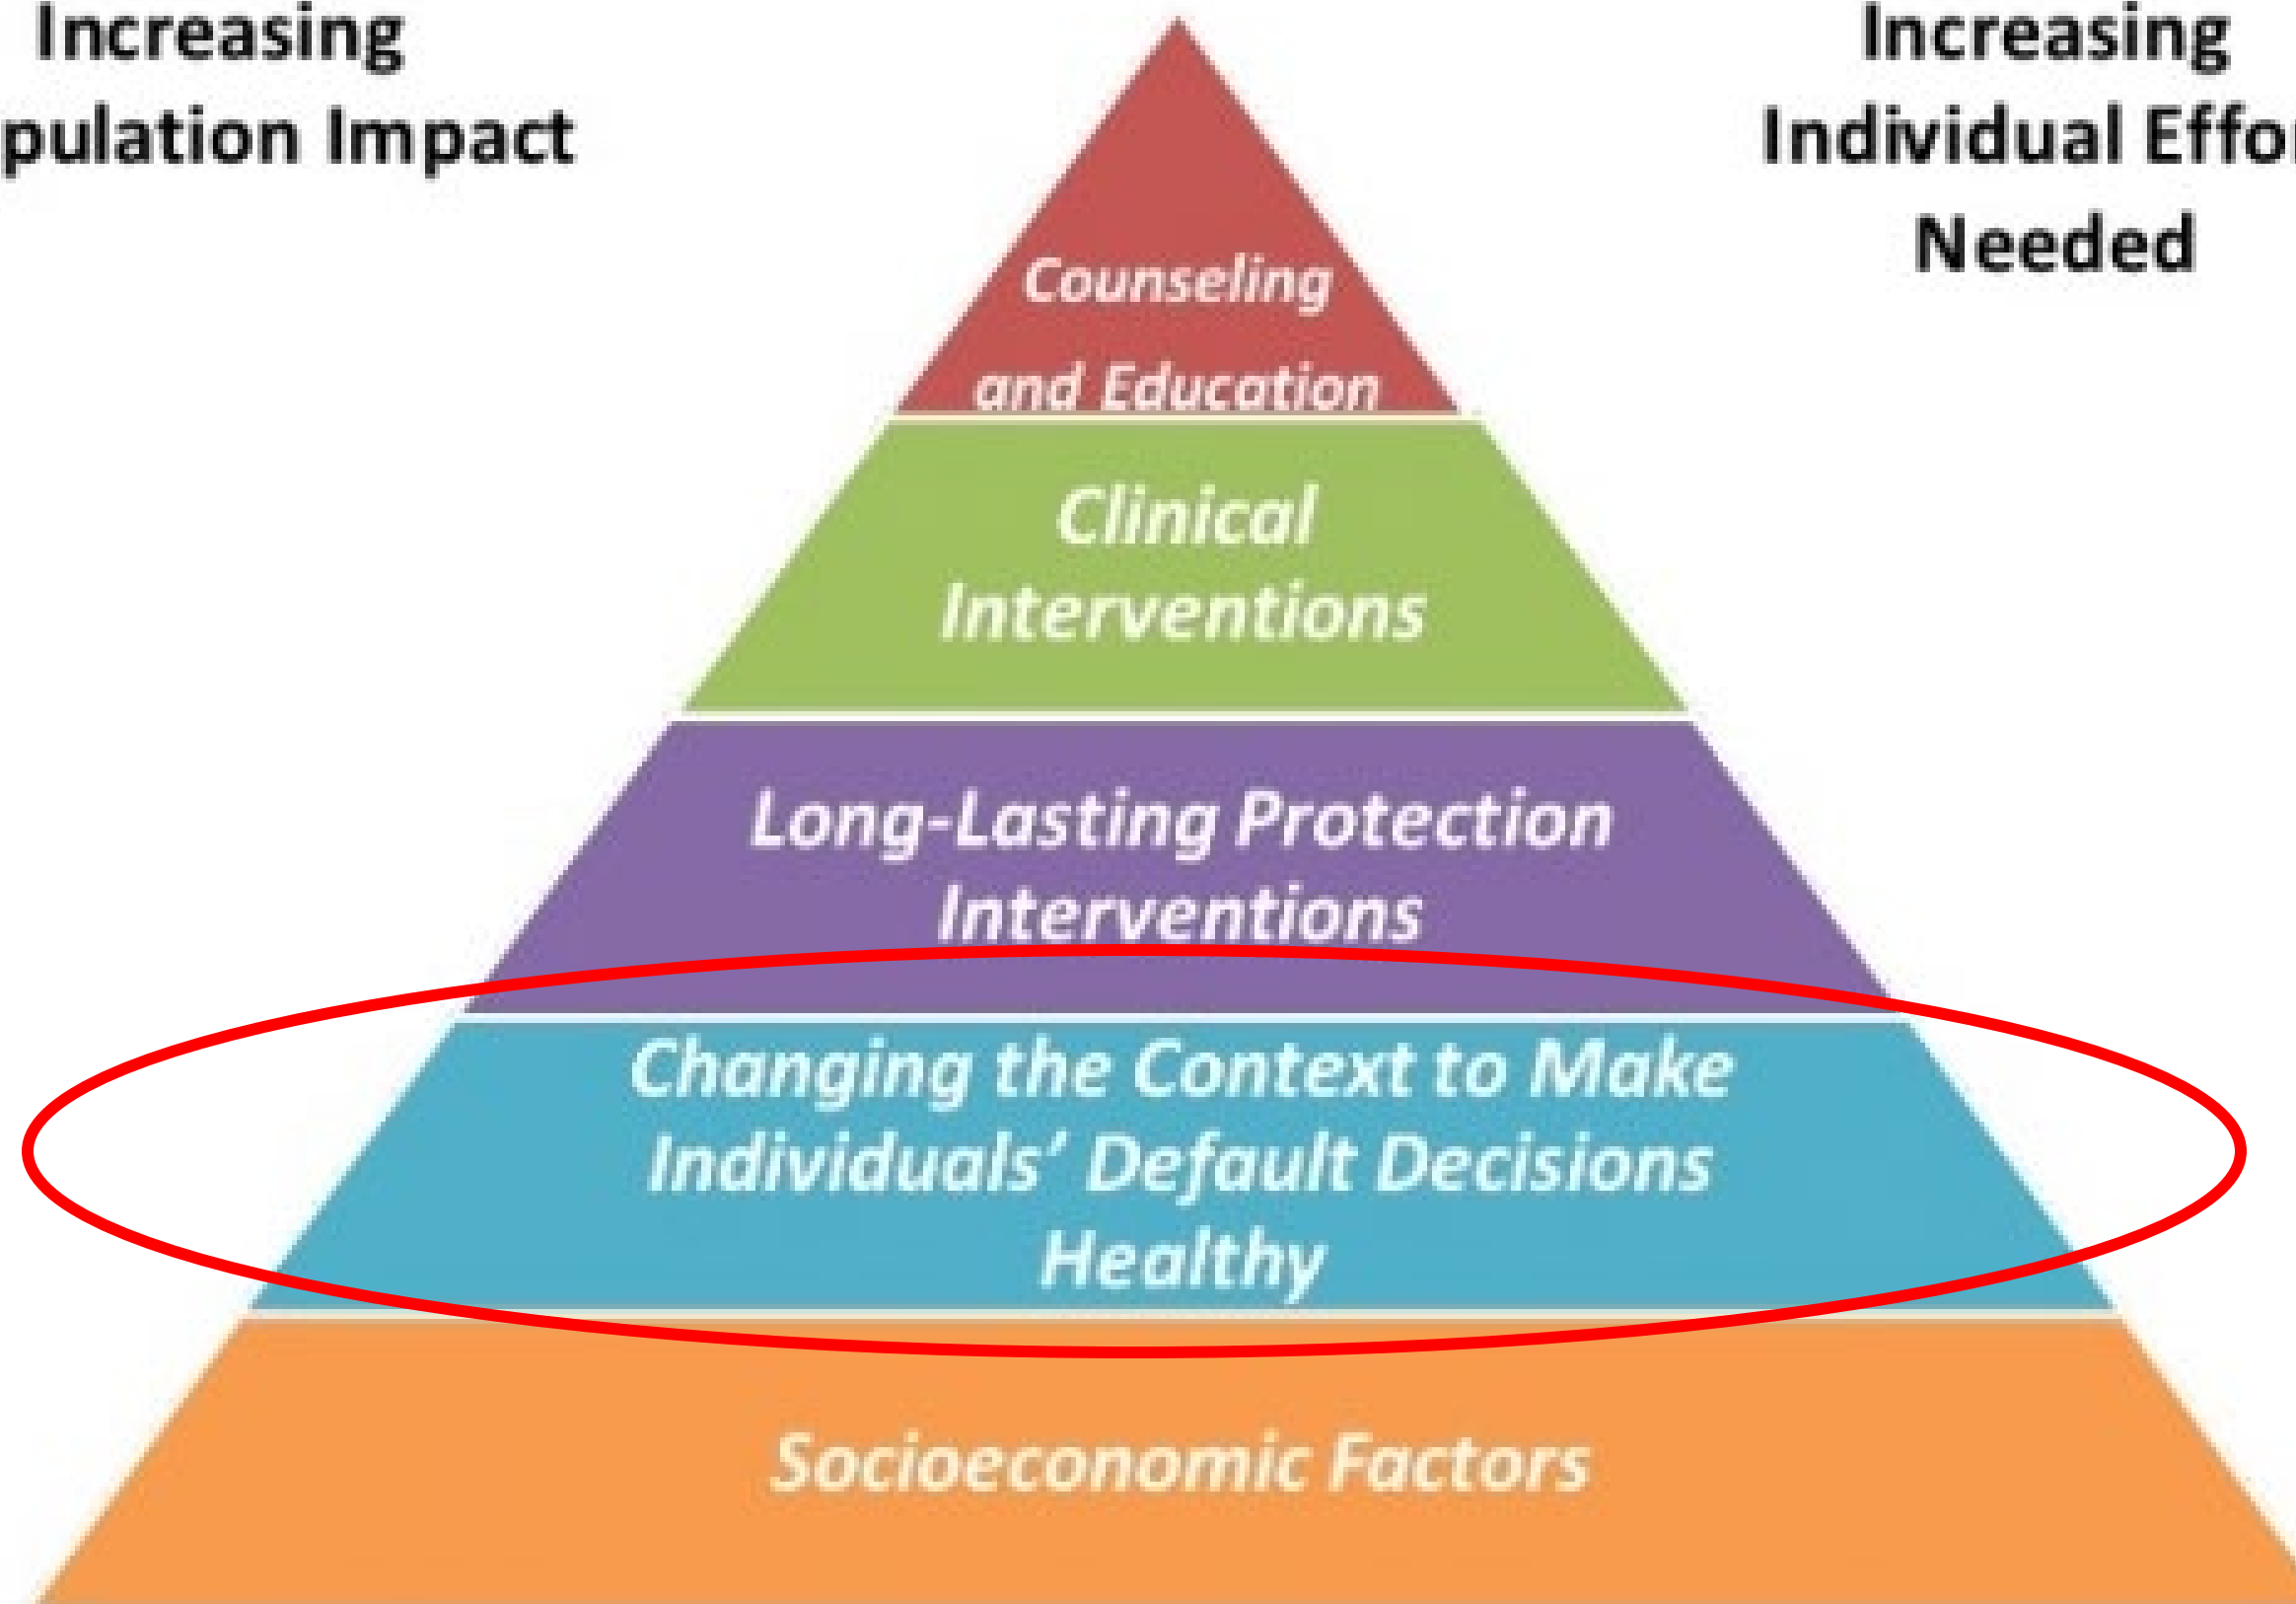 Increasing
pulation Impact
Increasing
Individual Effo
Needed
Counseling
and Education
Clinical
Interventions
Long-Lasting Protection
Interventions
Changing the Context to Make
Individuals’ Default Decisions
Healthy
Socioeconomic Factors